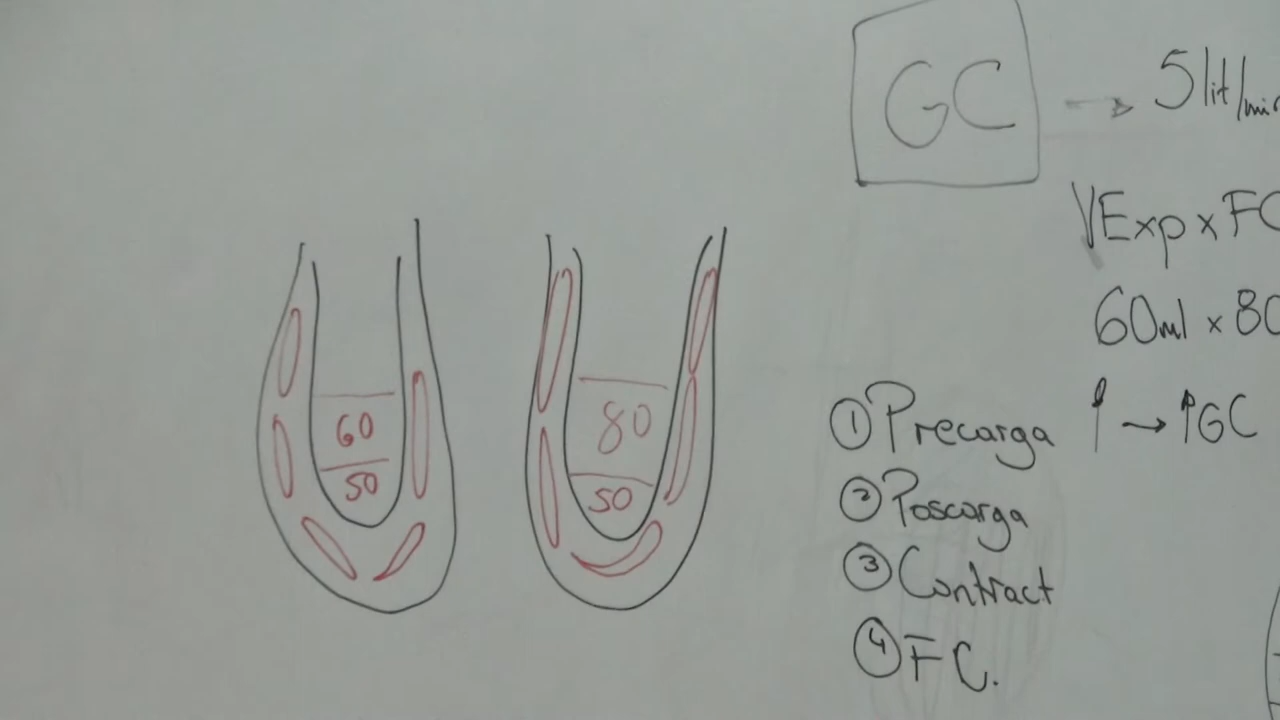 GC → 5 lit/min
VExp x FC
60ml x 80
① Precarga ↑ → ↑GC
② Poscarga
③ Contract
④ FC.
60
50
80
50